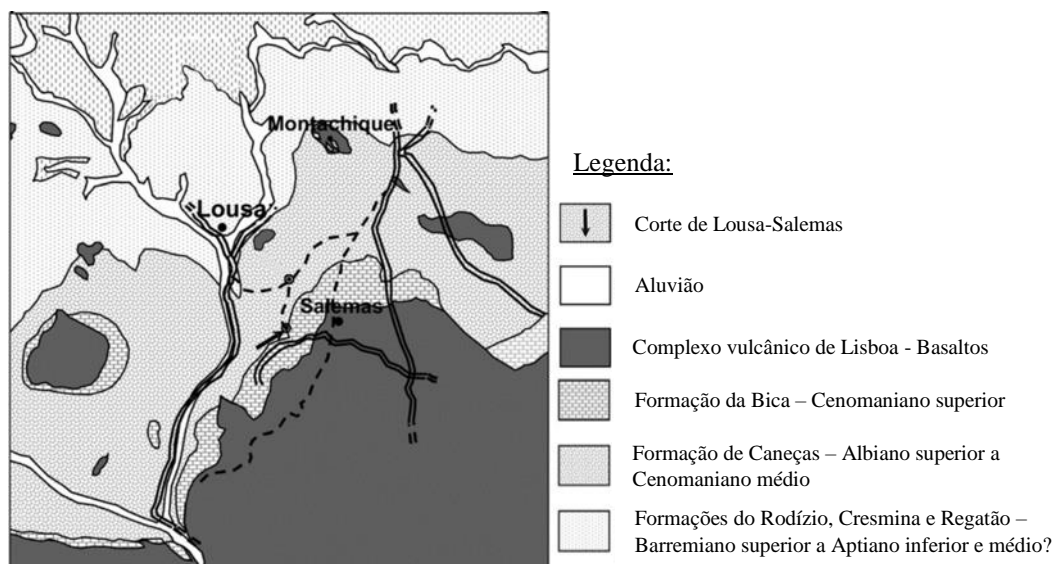 Montachique
Lousa
Salemas
Legenda:
Corte de Lousa-Salemas
Aluvião
Complexo vulcânico de Lisboa - Basaltos
Formação da Bica – Cenomaniano superior
Formação de Caneças – Albiano superior a
Cenomaniano médio
Formações do Rodízio, Cresmina e Regatão –
Barremiano superior a Aptiano inferior e médio?